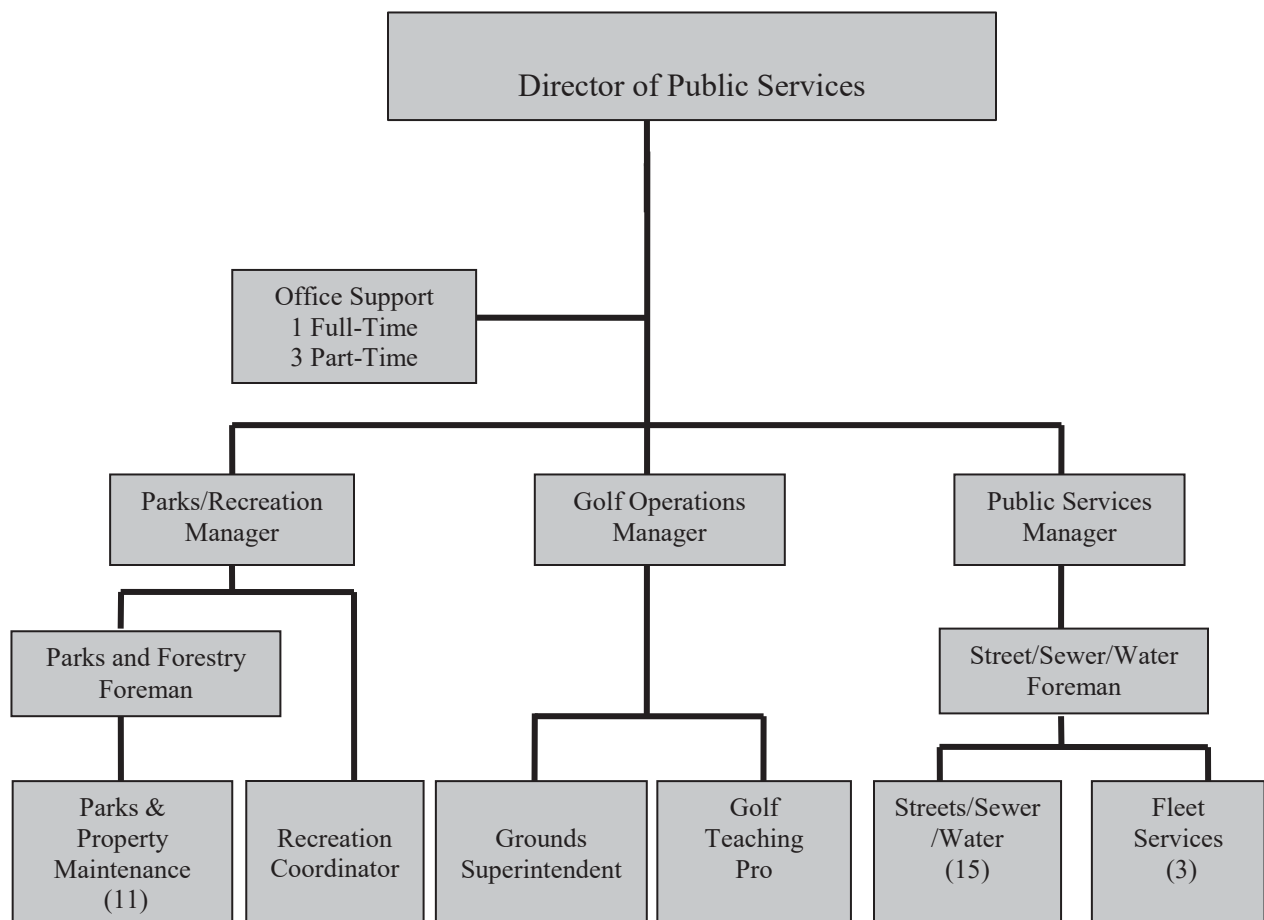 Director of Public Services
Office Support
1 Full-Time
3 Part-Time
Parks/Recreation
Manager
Golf Operations
Manager
Public Services
Manager
Parks and Forestry
Foreman
Street/Sewer/Water
Foreman
Parks &
Property
Maintenance
(11)
Recreation
Coordinator
Grounds
Superintendent
Golf
Teaching
Pro
Streets/Sewer
/Water
(15)
Fleet
Services
(3)